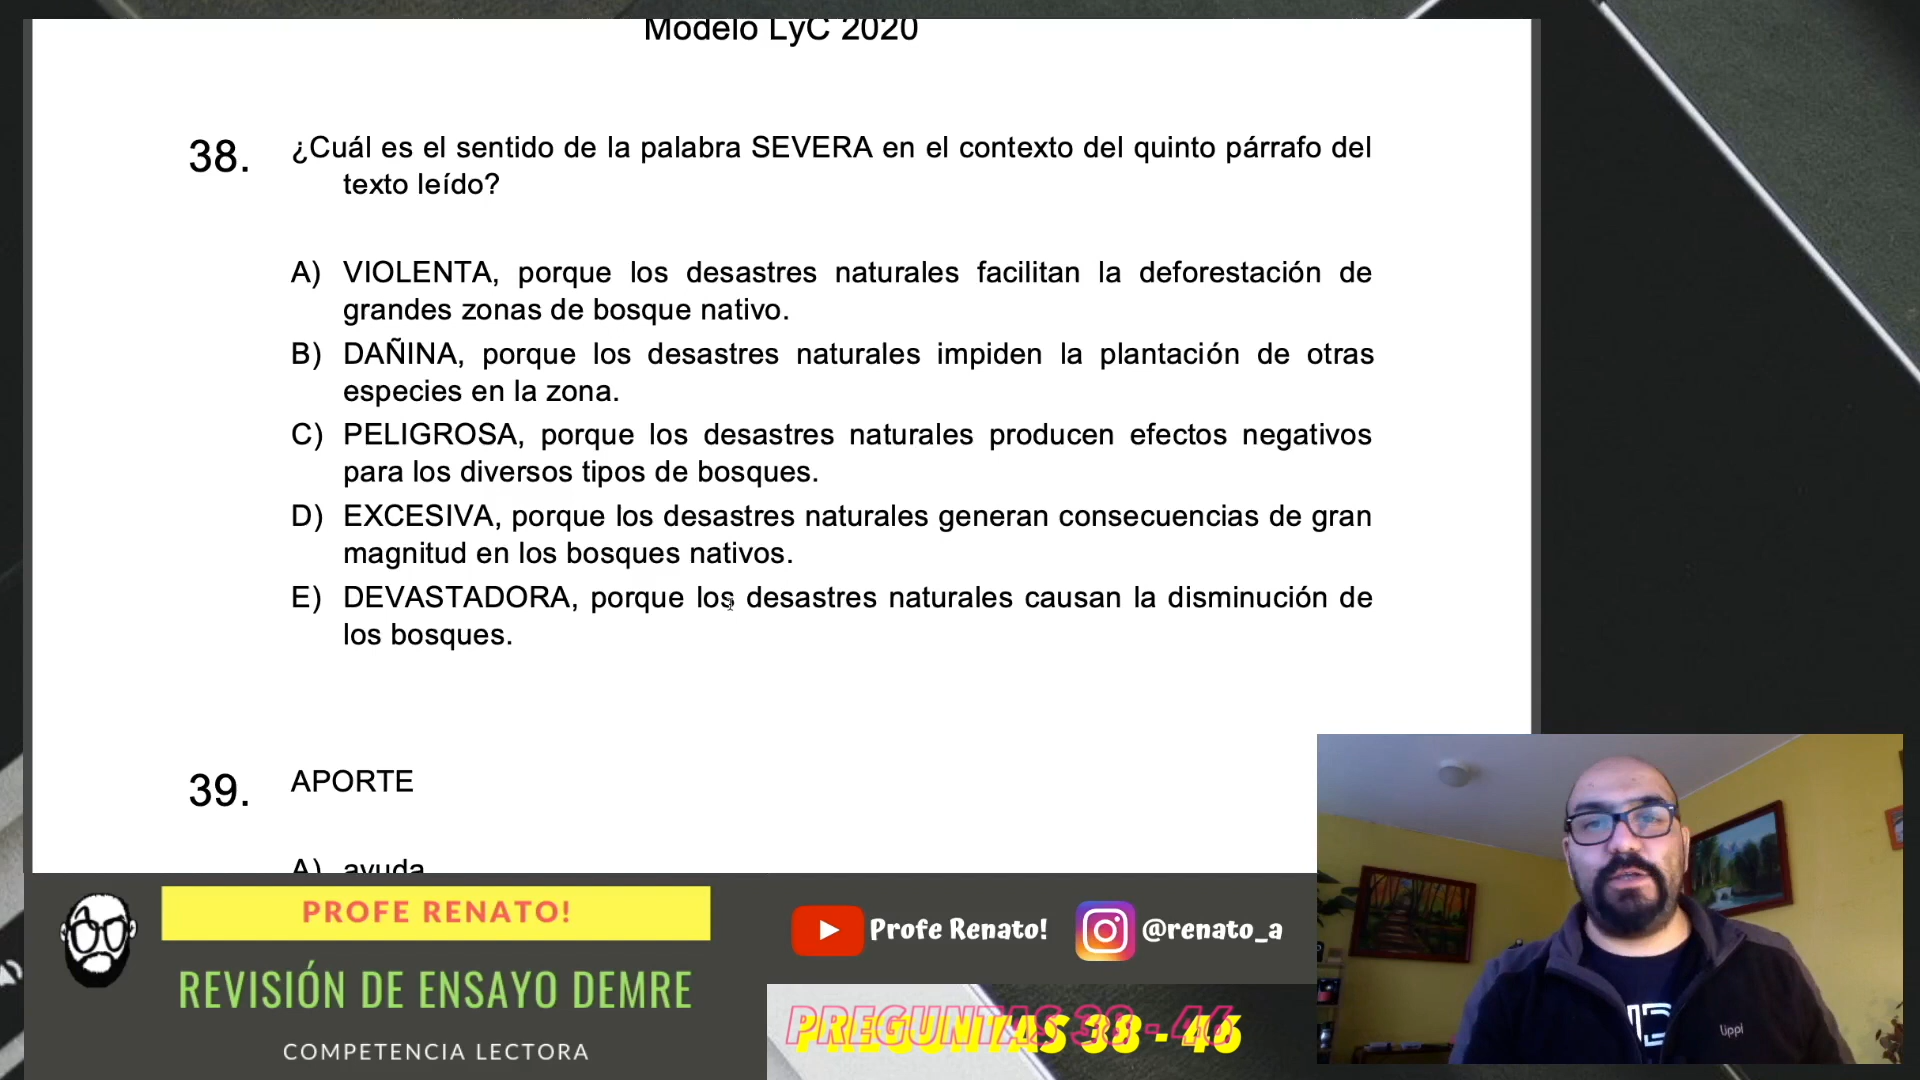 Modelo LyC 2020
38. ¿Cuál es el sentido de la palabra SEVERA en el contexto del quinto párrafo del
texto leído?
A) VIOLENTA, porque los desastres naturales facilitan la deforestación de
grandes zonas de bosque nativo.
B) DAÑINA, porque los desastres naturales impiden la plantación de otras
especies en la zona.
C) PELIGROSA, porque los desastres naturales producen efectos negativos
para los diversos tipos de bosques.
D) EXCESIVA, porque los desastres naturales generan consecuencias de gran
magnitud en los bosques nativos.
E) DEVASTADORA, porque los desastres naturales causan la disminución de
los bosques.
39. APORTE
A) ayuda
PROFE RENATO!
REVISIÓN DE ENSAYO DEMRE
COMPETENCIA LECTORA
Profe Renato!
@renato_a
PREGUNTAS 38 - 46
Lippi